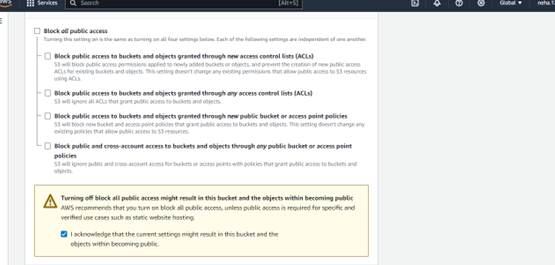 aws
Services
Search
[Alt+S]
Global
neha.1
Block all public access
Turning this setting on is the same as turning on all four settings below. Each of the following settings are independent of one another.
Block public access to buckets and objects granted through new access control lists (ACLs)
S3 will block public access permissions applied to newly added buckets or objects, and prevent the creation of new public access
ACLs for existing buckets and objects. This setting doesn't change any existing permissions that allow public access to S3 resources
using ACLs.
Block public access to buckets and objects granted through any access control lists (ACLs)
S3 will ignore all ACLs that grant public access to buckets and objects.
Block public access to buckets and objects granted through new public bucket or access point policies
S3 will block new bucket and access point policies that grant public access to buckets and objects. This setting doesn't change any
existing policies that allow public access to S3 resources.
Block public and cross-account access to buckets and objects through any public bucket or access point
policies
S3 will ignore public and cross-account access for buckets or access points with policies that grant public access to buckets and
objects.
Turning off block all public access might result in this bucket and the objects within becoming public
AWS recommends that you turn on block all public access, unless public access is required for specific and
verified use cases such as static website hosting.
I acknowledge that the current settings might result in this bucket and the
objects within becoming public.